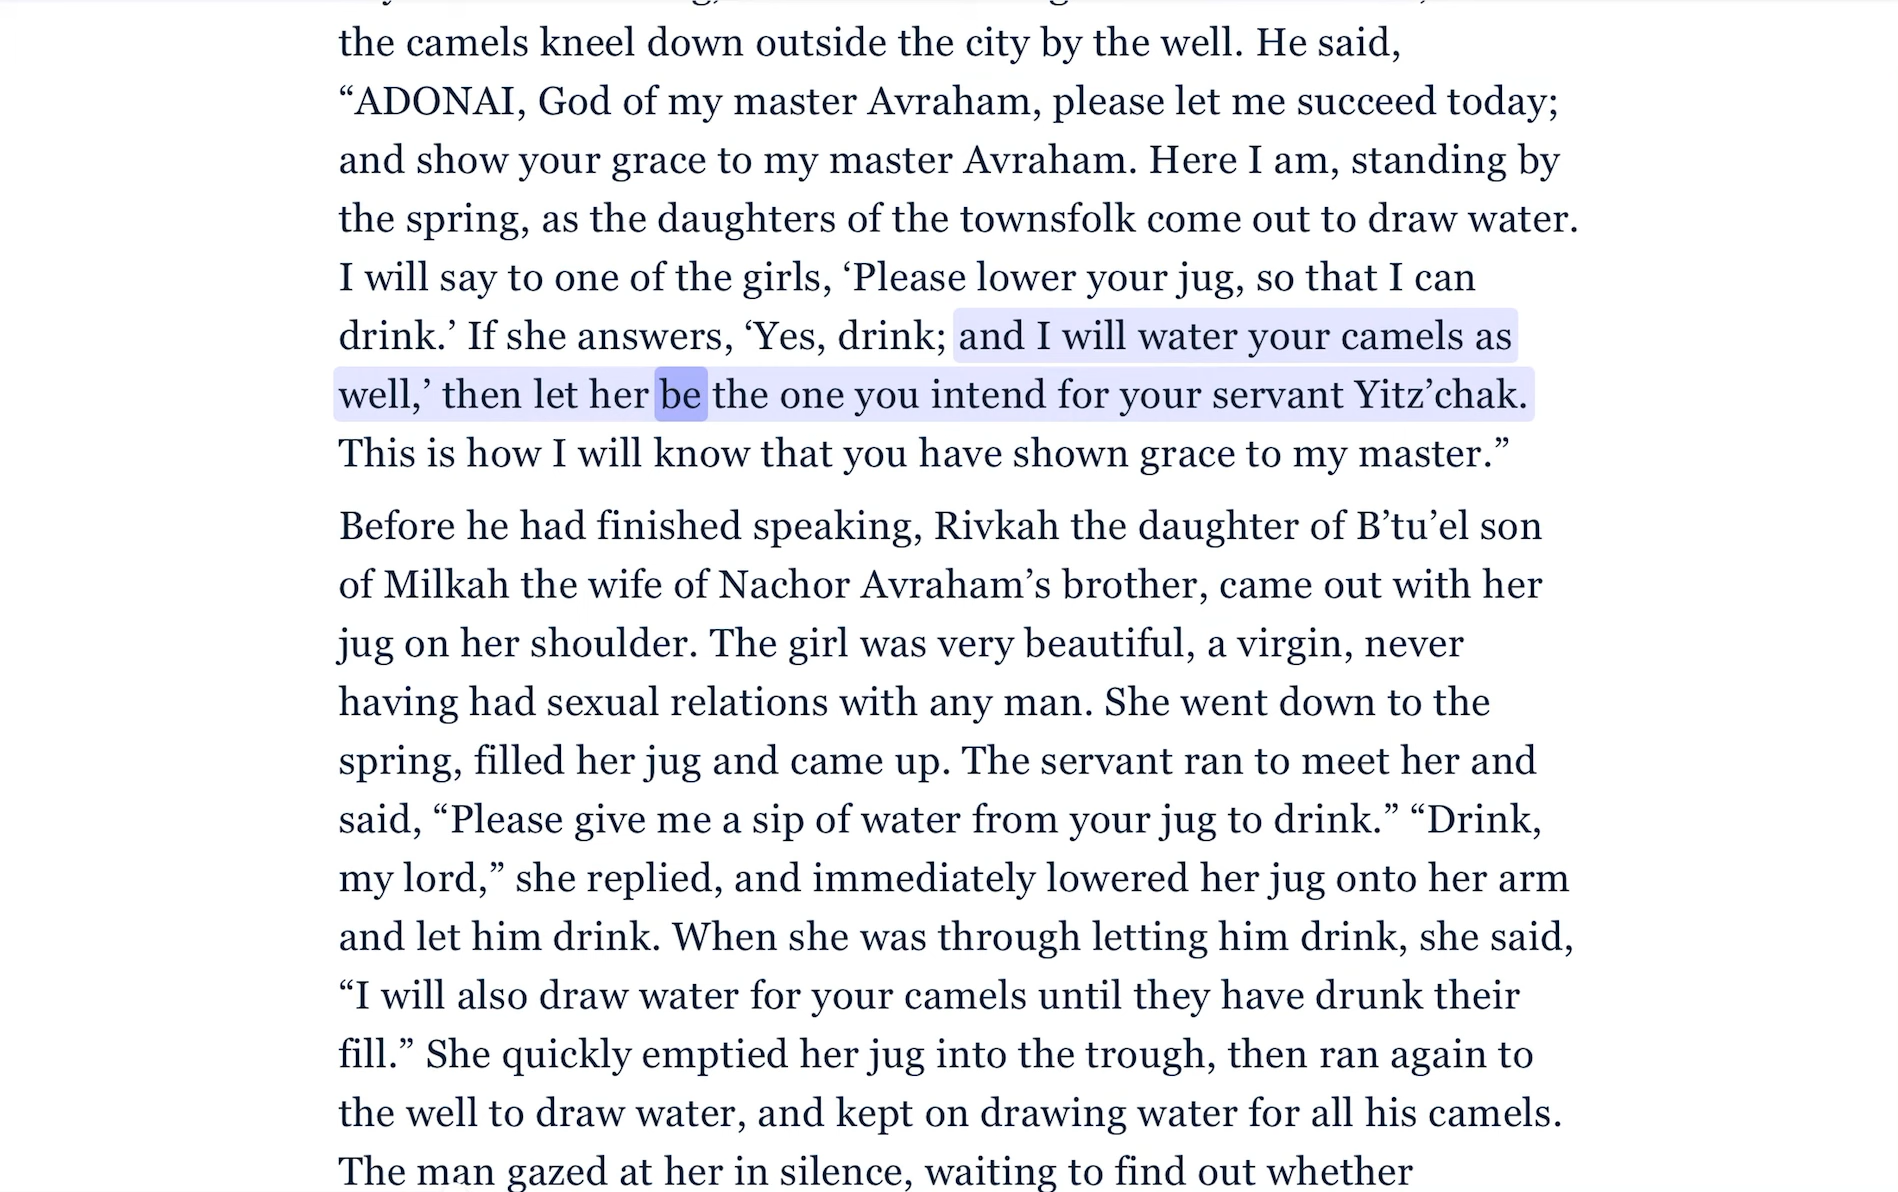 the camels kneel down outside the city by the well. He said,
“ADONAI, God of my master Avraham, please let me succeed today;
and show your grace to my master Avraham. Here I am, standing by
the spring, as the daughters of the townsfolk come out to draw water.
I will say to one of the girls, ‘Please lower your jug, so that I can
drink.’ If she answers, ‘Yes, drink; and I will water your camels as
well,’ then let her be the one you intend for your servant Yitz’chak.
This is how I will know that you have shown grace to my master.”
Before he had finished speaking, Rivkah the daughter of B’tu’el son
of Milkah the wife of Nachor Avraham’s brother, came out with her
jug on her shoulder. The girl was very beautiful, a virgin, never
having had sexual relations with any man. She went down to the
spring, filled her jug and came up. The servant ran to meet her and
said, “Please give me a sip of water from your jug to drink.” “Drink,
my lord,” she replied, and immediately lowered her jug onto her arm
and let him drink. When she was through letting him drink, she said,
“I will also draw water for your camels until they have drunk their
fill.” She quickly emptied her jug into the trough, then ran again to
the well to draw water, and kept on drawing water for all his camels.
The man gazed at her in silence, waiting to find out whether